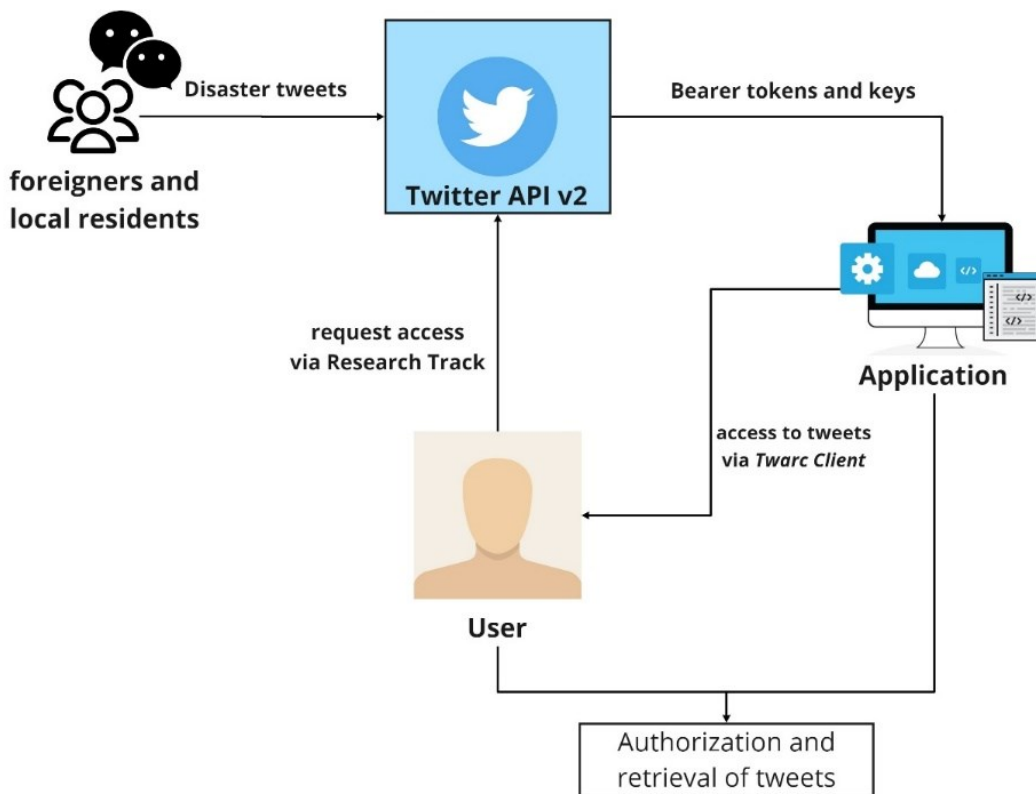 Disaster tweets
Bearer tokens and keys
foreigners and
local residents
Twitter API v2
request access
via Research Track
Application
access to tweets
via Twarc Client
User
Authorization and
retrieval of tweets